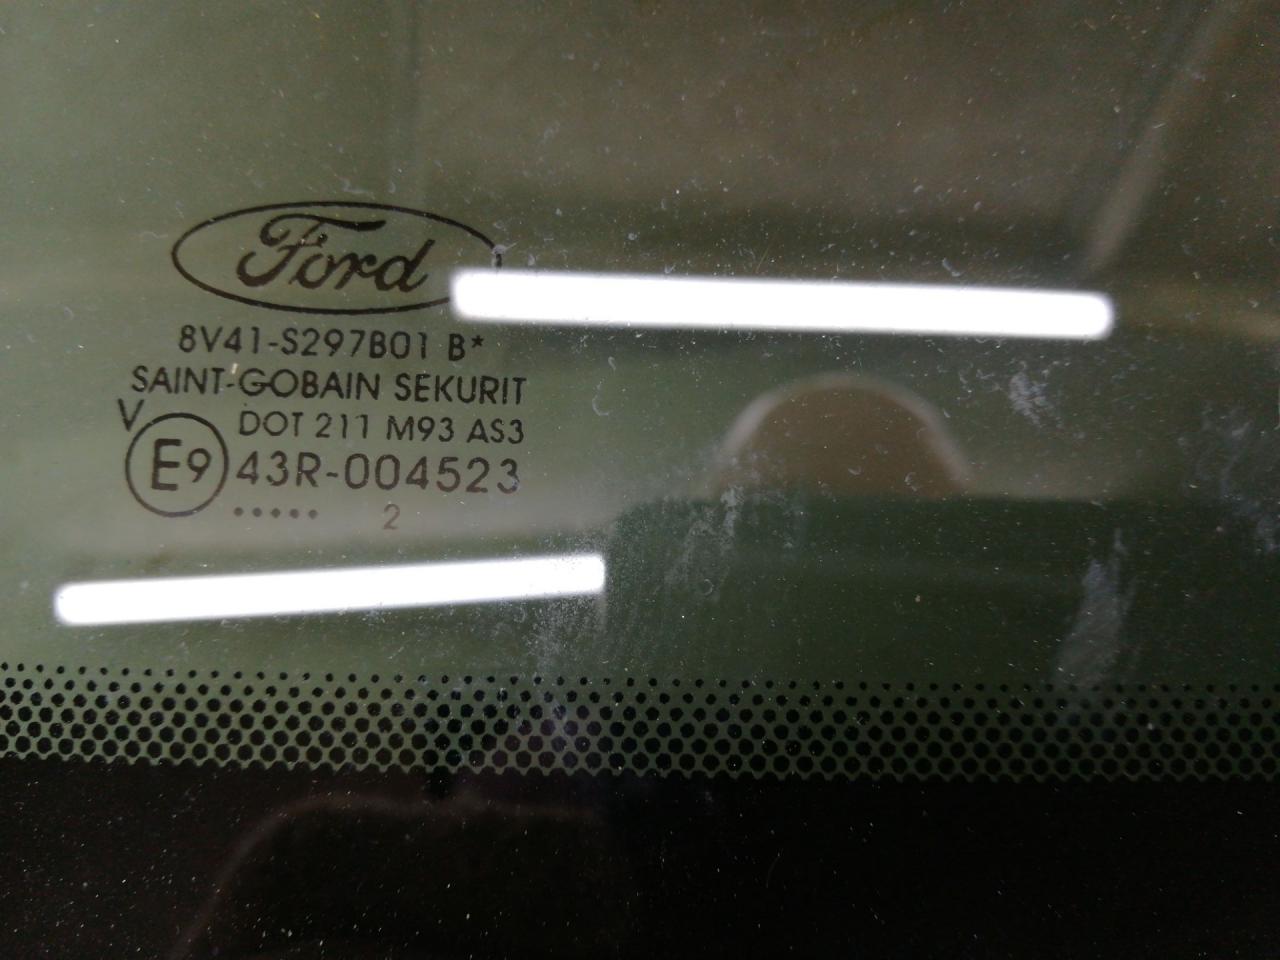 Ford
8V41-S297B01 B*
SAINT-GOBAIN SEKURIT
V DOT 211 M93 AS3
E9 43R-004523
..... 2